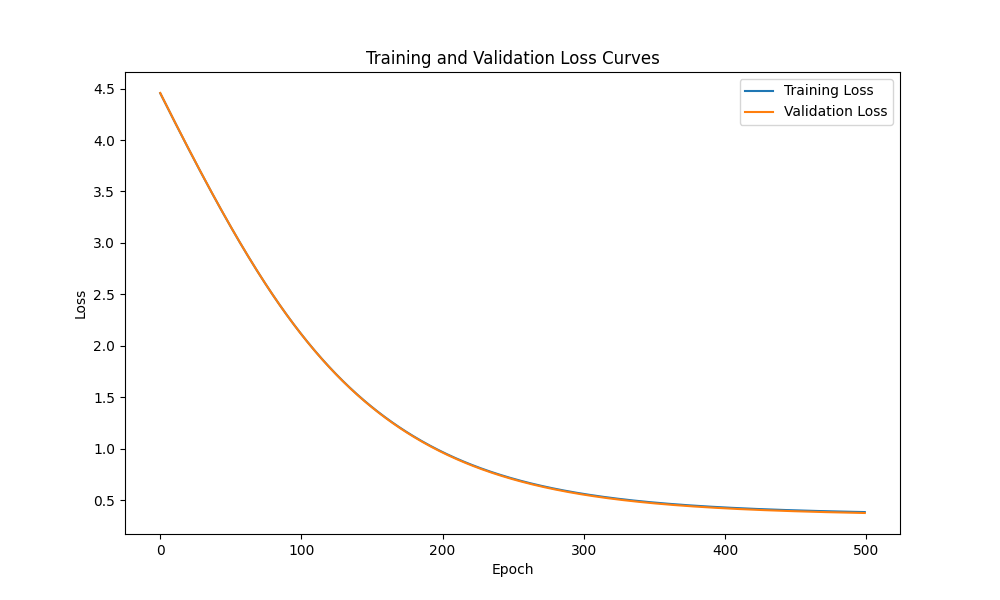 Training and Validation Loss Curves
Training Loss
Validation Loss
Loss
4.5
4.0
3.5
3.0
2.5
2.0
1.5
1.0
0.5
0 100 200 300 400 500
Epoch